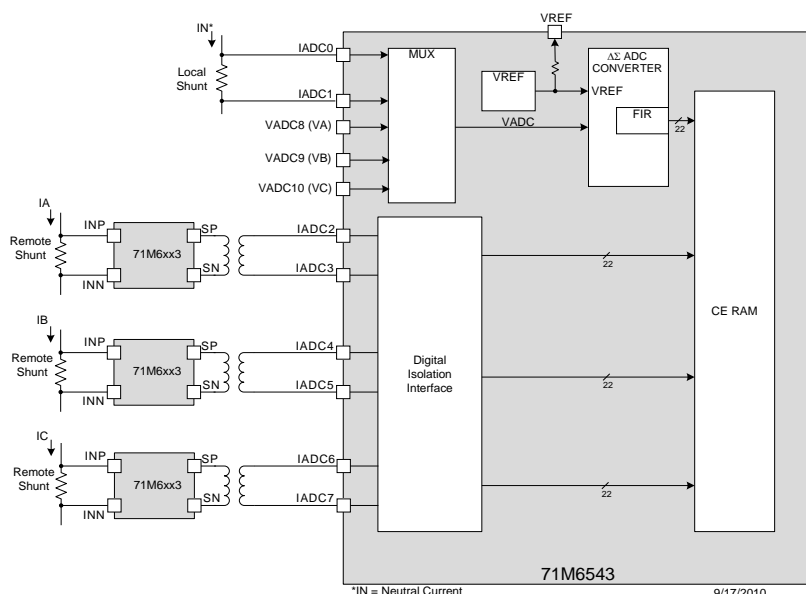 IN*
VREF
IADC0
MUX
ΔΣ ADC
CONVERTER
Local
Shunt
VREF
VREF
IADC1
FIR
VADC8 (VA)
VADC
22
VADC9 (VB)
VADC10 (VC)
IA
INP
SP
IADC2
Remote
Shunt
71M6xx3
22
SN
IADC3
INN
CE RAM
IB
INP
SP
IADC4
Remote
Shunt
71M6xx3
Digital
Isolation
Interface
22
SN
IADC5
INN
IC
INP
SP
IADC6
Remote
Shunt
71M6xx3
22
SN
IADC7
INN
71M6543
*IN = Neutral Current
9/17/2010